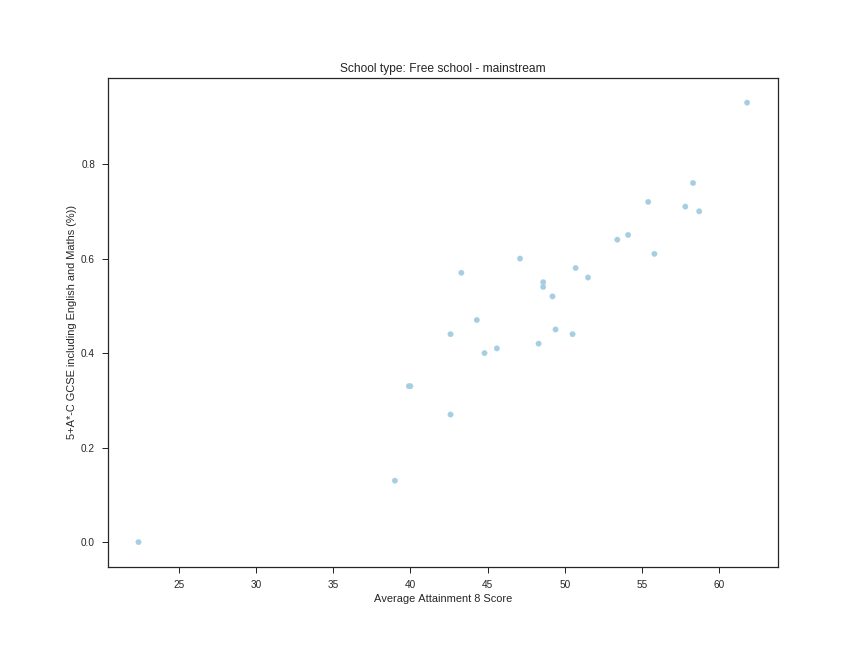 School type: Free school - mainstream
5+A*-C GCSE including English and Maths (%))
0.8
0.6
0.4
0.2
0.0
25 30 35 40 45 50 55 60
Average Attainment 8 Score